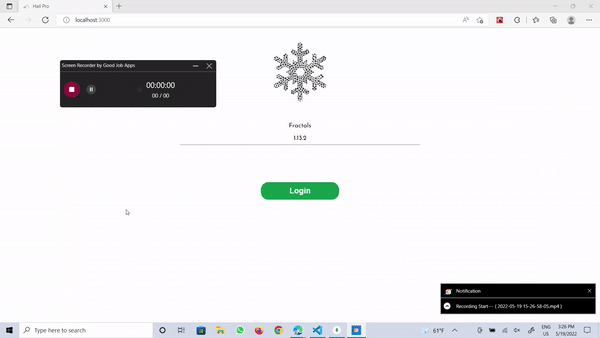 Hail Pro
localhost:3000
Screen Recorder by Good Job Apps
00:00:00
00 / 00
Fractals
1.13.2
Login
Notification
Recording Start--- ( 2022-05-19 15-26-58-05.mp4 )
Type here to search
61°F
ENG
US
3:26 PM
5/19/2022